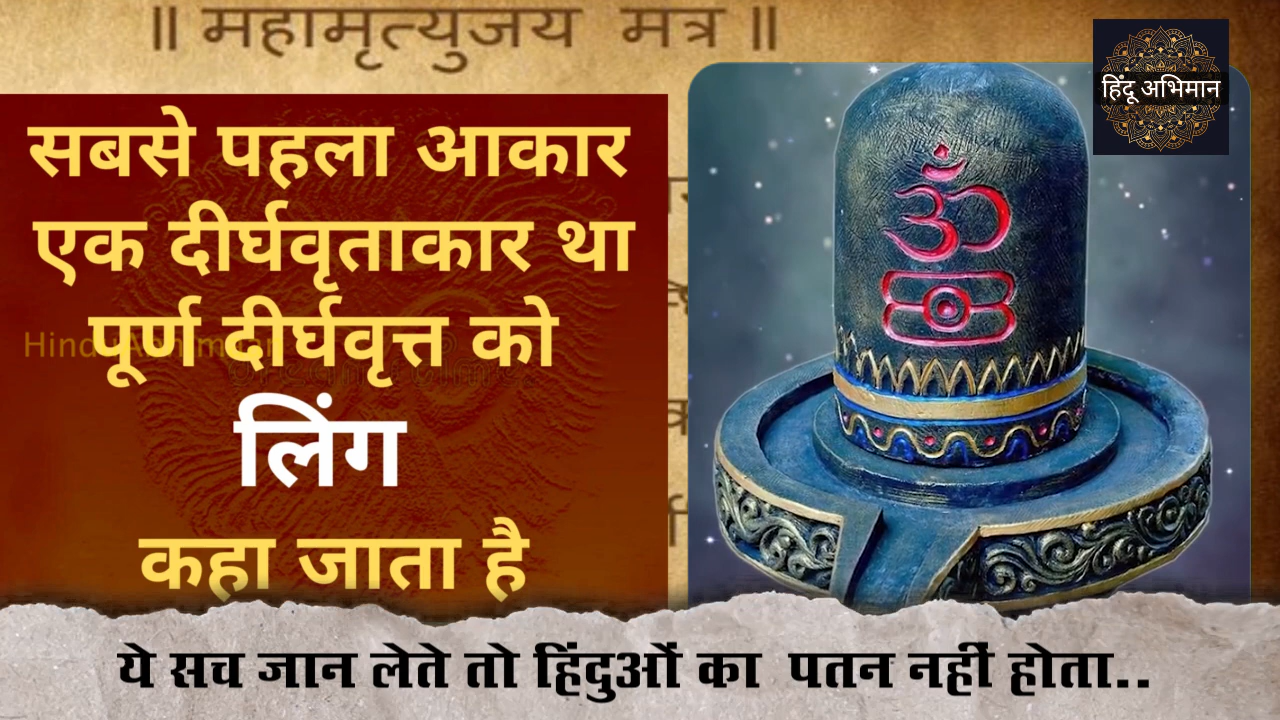 ॥ महामृत्युजय मत्र ॥
हिंदू अभिमान
सबसे पहला आकार
एक दीर्घवृताकार था
पूर्ण दीर्घवृत्त को
लिंग
कहा जाता है
ॐ
ये सच जान लेते तो हिंदुओं का पतन नहीं होता..